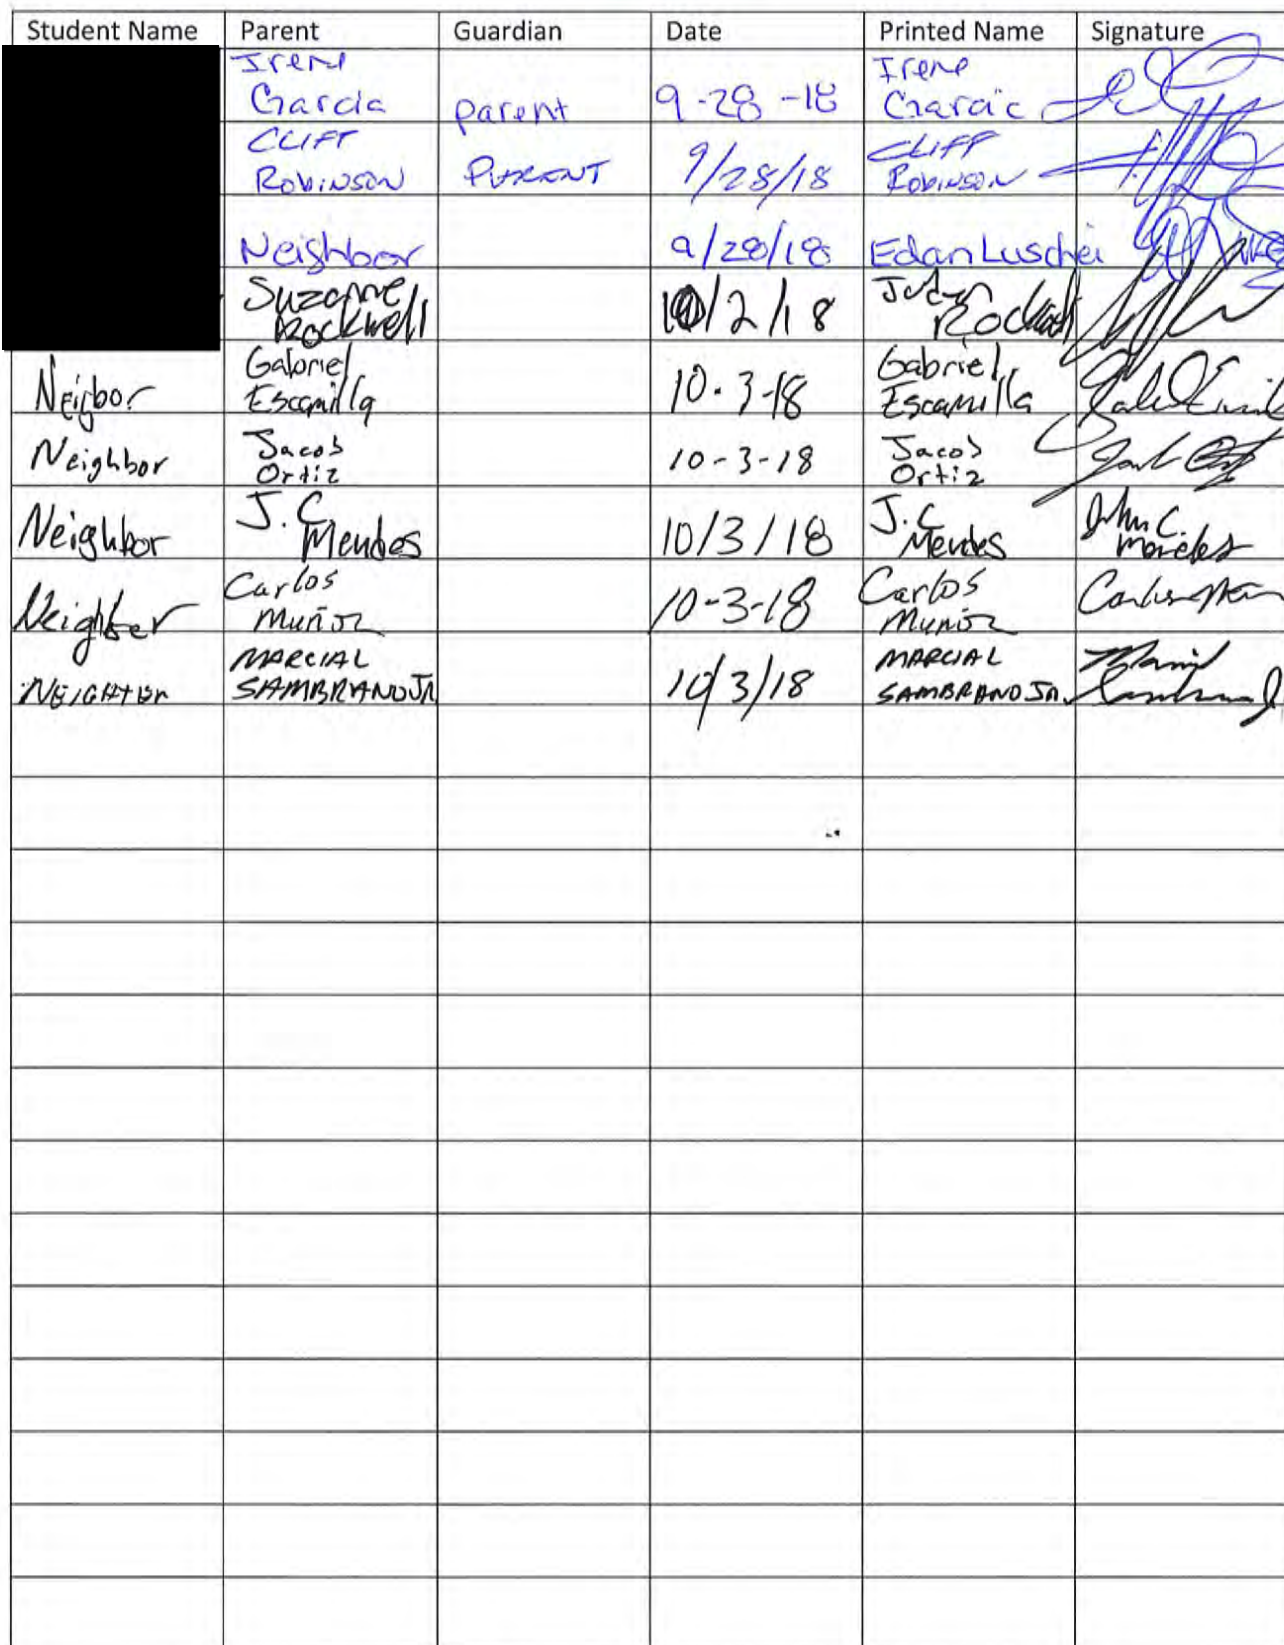 Student Name Parent Guardian Date Printed Name Signature
Irene Irene
Garcia parent 9-28-18 Garcia
CLIFF CLIFF
ROBINSON PARENT 9/28/18 ROBINSON
Neighbor 9/28/18 Edan Luschei
Suzanne
Rockwell 10/2/18
Gabriel Gabriel
Neigbor Escamilla 10-3-18 Escamilla
Jacob Jacob
Neighbor Ortiz 10-3-18 Ortiz
J.C J.C John C.
Neighbor Mendes 10/3/18 Mendes
Carlos Carlos
Neighber Muñoz 10-3-18 Muñoz
MARCIAL MARCIAL
SAMBRANO JR 10/3/18 SAMBRANO JR.